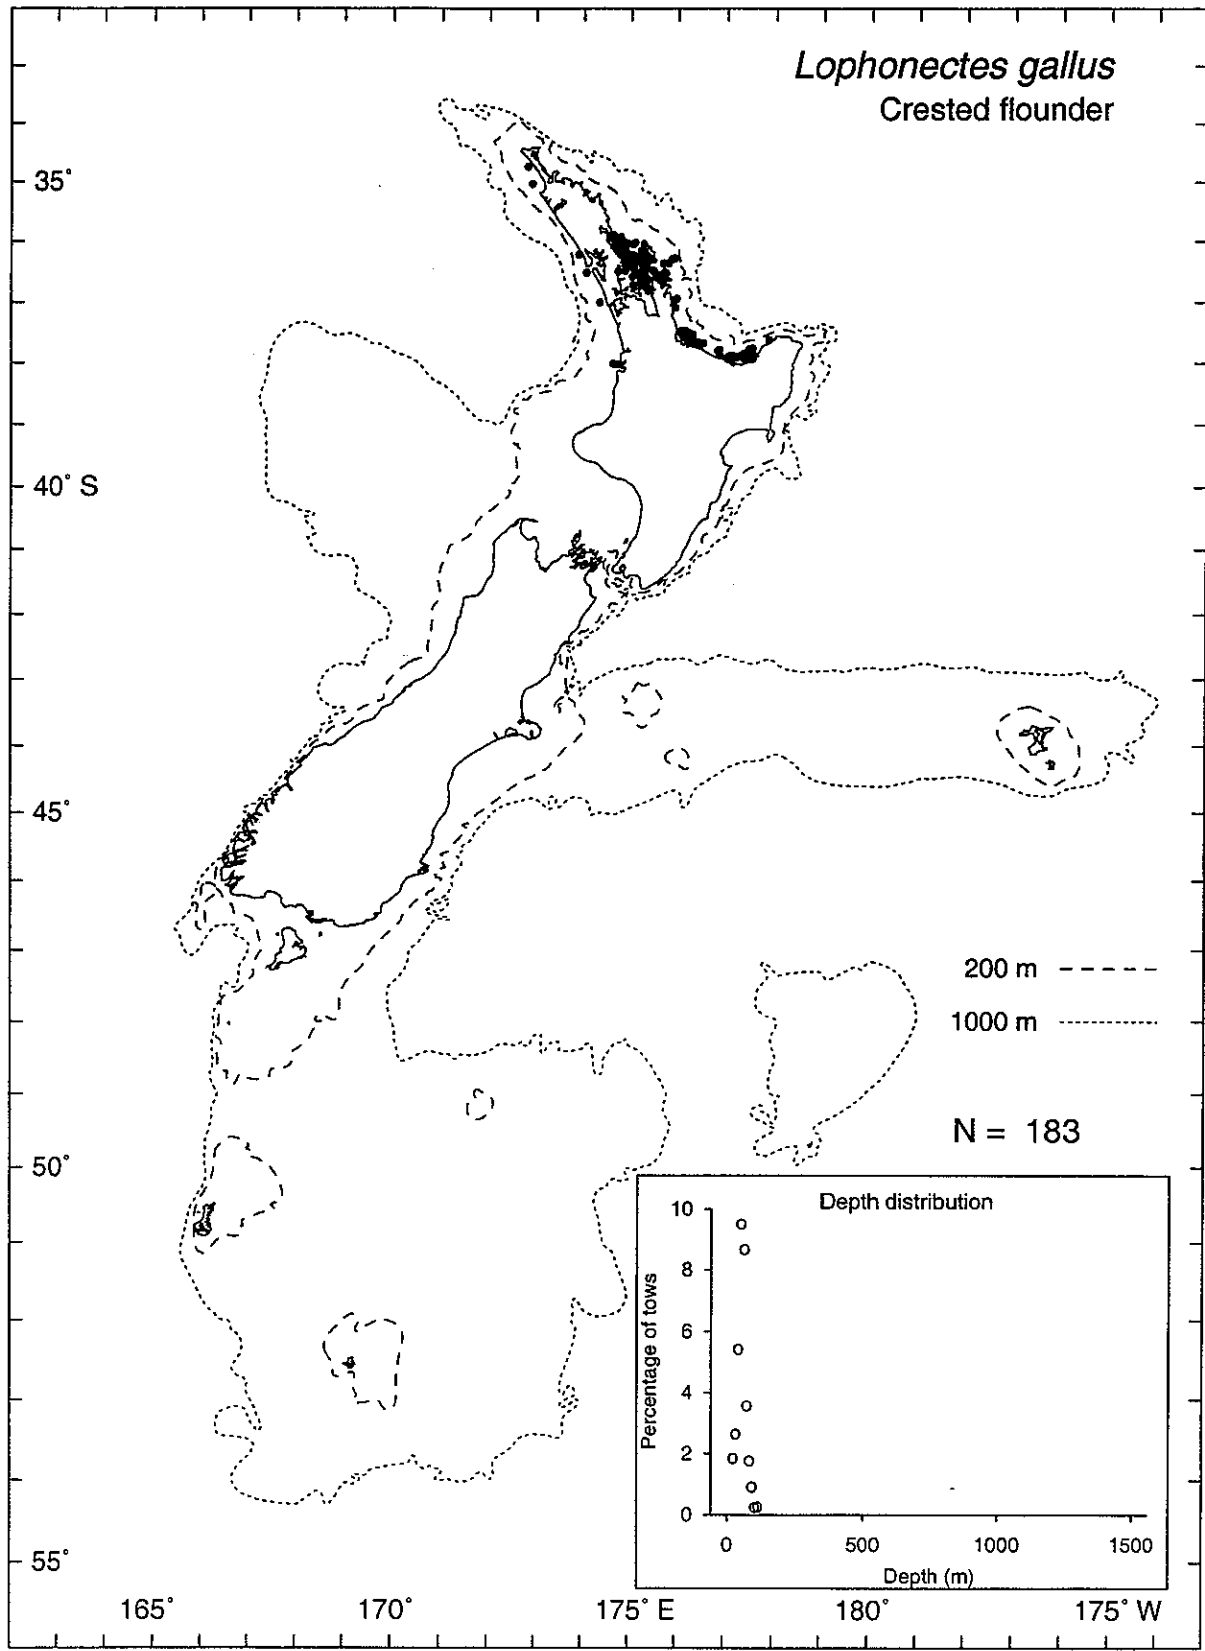 Lophonectes gallus
Crested flounder
35˚
40˚ S
45˚
50˚
55˚
165˚
170˚
175˚ E
180˚
175˚ W
200 m
1000 m
N = 183
Depth distribution
Percentage of tows
10
8
6
4
2
0
0
500
1000
1500
Depth (m)